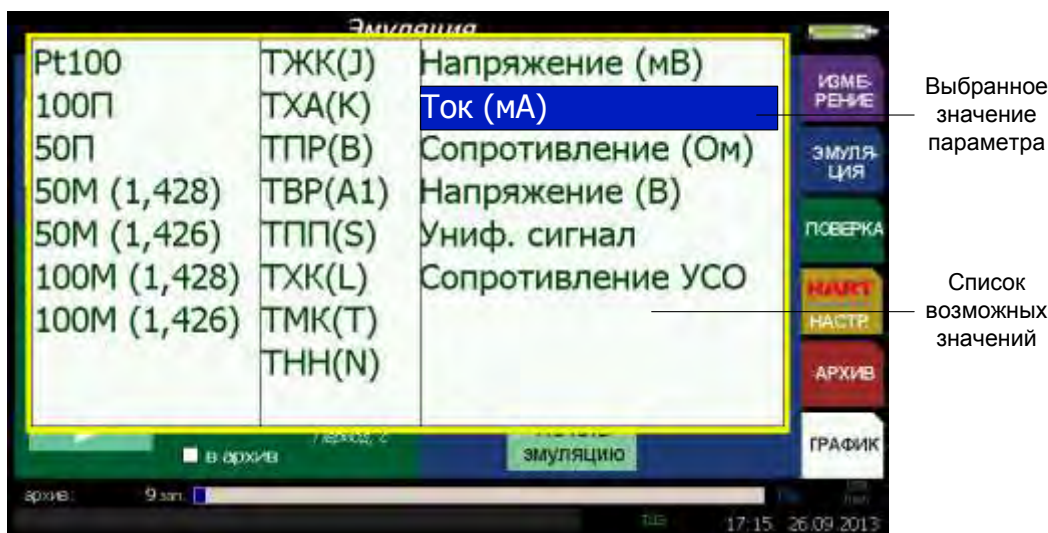 Эмуляция
Pt100
100П
50П
50М (1,428)
50М (1,426)
100М (1,428)
100М (1,426)
ТЖК(J)
ТХА(K)
ТПР(B)
ТВР(A1)
ТПП(S)
ТХК(L)
ТМК(T)
ТНН(N)
Напряжение (мВ)
Ток (мА)
Сопротивление (Ом)
Напряжение (В)
Униф. сигнал
Сопротивление УСО
ИЗМЕ-
РЕНИЕ
ЭМУЛЯ-
ЦИЯ
ПОВЕРКА
HART
НАСТР.
АРХИВ
ГРАФИК
Выбранное
значение
параметра
Список
возможных
значений
Период, с
в архив
эмуляцию
архив:
9 зап.
17:15 26.09.2013